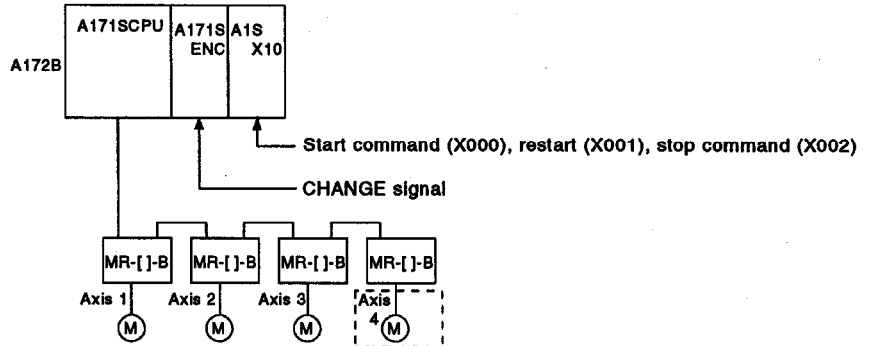 A171SCPU
A171S
ENC
A1S
X10
A172B
Start command (X000), restart (X001), stop command (X002)
CHANGE signal
MR-[ ]-B
MR-[ ]-B
MR-[ ]-B
MR-[ ]-B
Axis 1
Axis 2
Axis 3
Axis
4
M
M
M
M